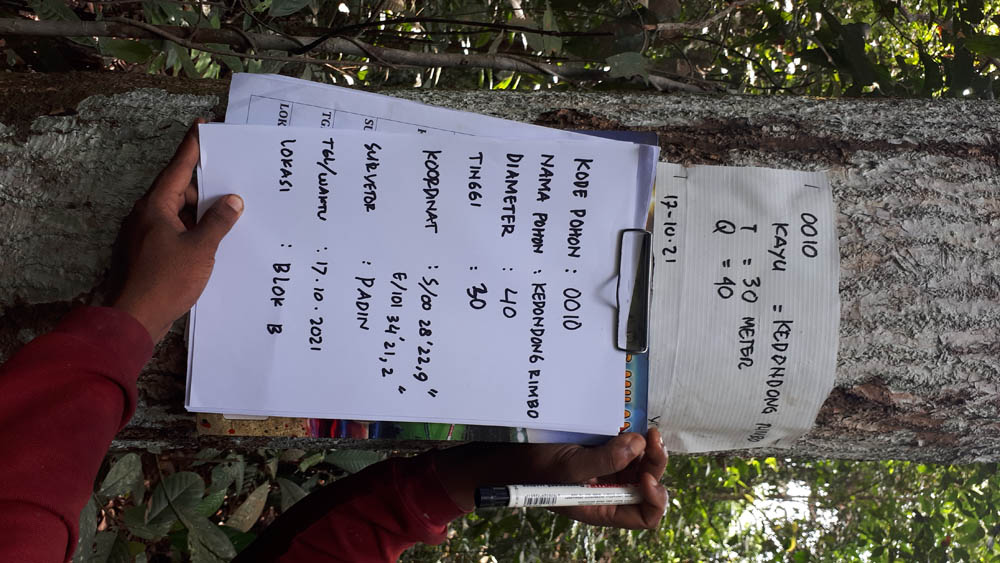 0010
KAYU = KEDONDONG RIMBO
T = 30 METER
Q = 40
17-10-21
KODE POHON : 0010
NAMA POHON : KEDONDONG RIMBO
DIAMETER : 40
TINGGI : 30
KOORDINAT : S/00 28'22,9"
E/101 34'21,2"
SURVEYOR : PADIN
TGL/WAKTU : 17.10.2021
LOKASI : BLOK B
SU
TG
LOK